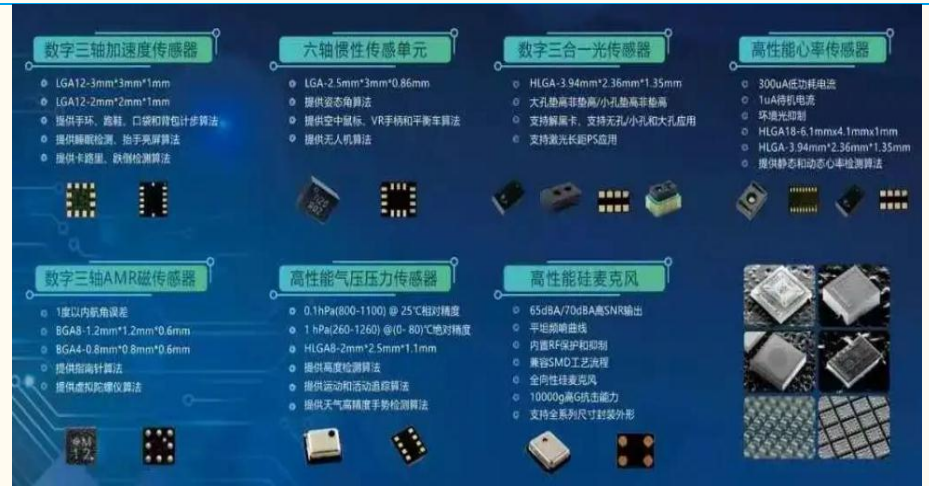 数字三轴加速度传感器
LGA12-3mm*3mm*1mm
LGA12-2mm*2mm*1mm
提供手环、跑鞋、口袋和背包计步算法
提供睡眠检测、抬手亮屏算法
提供卡路里、跌倒检测算法
六轴惯性传感单元
LGA-2.5mm*3mm*0.86mm
提供姿态角算法
提供空中鼠标、VR手柄和平衡车算法
提供无人机算法
数字三合一光传感器
HLGA-3.94mm*2.36mm*1.35mm
大孔垫高非垫高/小孔垫高非垫高
支持解屠卡、支持无孔/小孔和大孔应用
支持激光长距PS应用
高性能心率传感器
300uA低功耗电流
1uA待机电流
环境光抑制
HLGA18-6.1mmx4.1mmx1mm
HLGA-3.94mm*2.36mm*1.35mm
提供静态和动态心率检测算法
数字三轴AMR磁传感器
1度以内航角误差
BGA8-1.2mm*1.2mm*0.6mm
BGA4-0.8mm*0.8mm*0.6mm
提供指南针算法
提供虚拟陀螺仪算法
高性能气压压力传感器
0.1hPa(800-1100) @ 25℃相对精度
1 hPa(260-1260) @(0- 80)℃绝对精度
HLGA8-2mm*2.5mm*1.1mm
提供高度检测算法
提供运动和活动追踪算法
提供天气高精度手势检测算法
高性能硅麦克风
65dBA/70dBA高SNR输出
平坦频响曲线
内置RF保护和抑制
兼容SMD工艺流程
全向性硅麦克风
10000g高G抗击能力
支持全系列尺寸封装外形